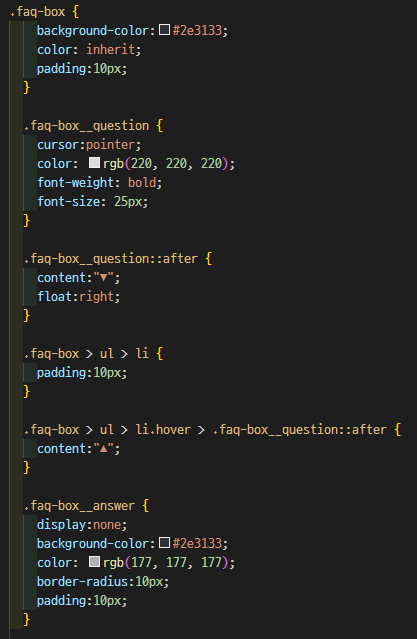 .faq-box {
background-color:#2e3133;
color: inherit;
padding:10px;
}
.faq-box__question {
cursor:pointer;
color: rgb(220, 220, 220);
font-weight: bold;
font-size: 25px;
}
.faq-box__question::after {
content:"▼";
float:right;
}
.faq-box > ul > li {
padding:10px;
}
.faq-box > ul > li.hover > .faq-box__question::after {
content:"▲";
}
.faq-box__answer {
display:none;
background-color:#2e3133;
color: rgb(177, 177, 177);
border-radius:10px;
padding:10px;
}